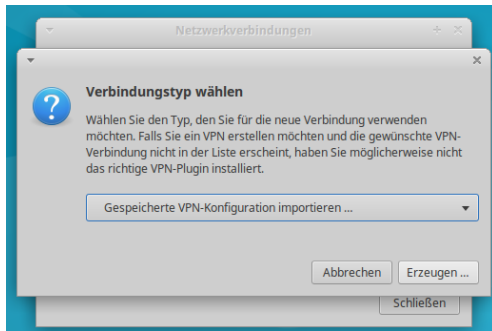 Netzwerkverbindungen
Verbindungstyp wählen
Wählen Sie den Typ, den Sie für die neue Verbindung verwenden
möchten. Falls Sie ein VPN erstellen möchten und die gewünschte VPN-
Verbindung nicht in der Liste erscheint, haben Sie möglicherweise nicht
das richtige VPN-Plugin installiert.
Gespeicherte VPN-Konfiguration importieren ...
Abbrechen
Erzeugen ...
Schließen